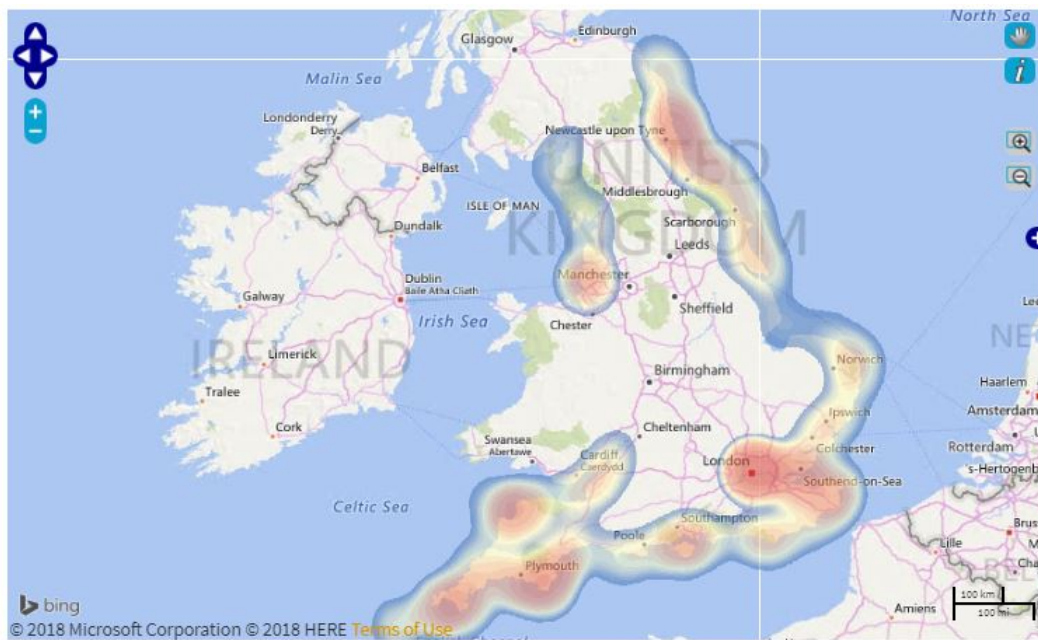 North Sea
Edinburgh
Glasgow
Malin Sea
Londonderry
Derry
Newcastle upon Tyne
UNITED
KINGDOM
Belfast
Middlesbrough
ISLE OF MAN
Scarborough
Dundalk
Leeds
Dublin
Baile Atha Cliath
Manchester
Galway
Sheffield
Irish Sea
Chester
IRELAND
Limerick
Norwich
Birmingham
Tralee
Haarlem
Ipswich
Amsterdam
Cork
Cheltenham
Swansea
Abertawe
Colchester
Rotterdam
Cardiff
Caerdydd
London
's-Hertogenb
Southend-on-Sea
Celtic Sea
Southampton
Poole
Brus
Lille
Plymouth
Cha
bing
100 km
100 mi
Amiens
© 2018 Microsoft Corporation © 2018 HERE Terms of Use